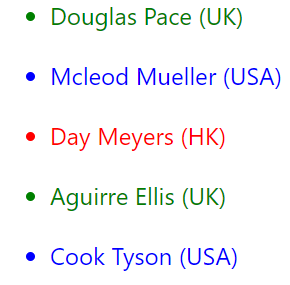 Douglas Pace (UK)
Mcleod Mueller (USA)
Day Meyers (HK)
Aguirre Ellis (UK)
Cook Tyson (USA)